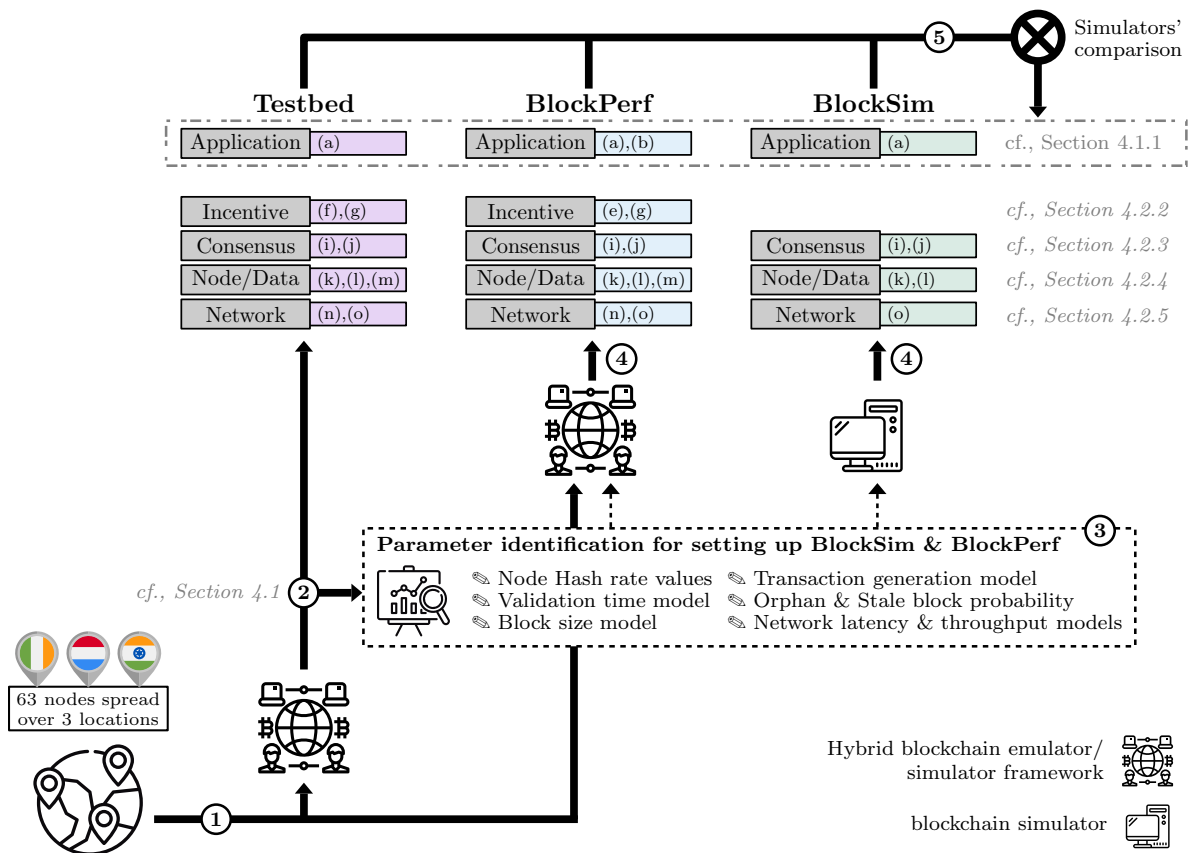 5
Simulators'
comparison
Testbed
BlockPerf
BlockSim
Application (a)
Application (a),(b)
Application (a)
cf., Section 4.1.1
Incentive (f),(g)
Incentive (e),(g)
cf., Section 4.2.2
Consensus (i),(j)
Consensus (i),(j)
Consensus (i),(j)
cf., Section 4.2.3
Node/Data (k),(l),(m)
Node/Data (k),(l),(m)
Node/Data (k),(l)
cf., Section 4.2.4
Network (n),(o)
Network (n),(o)
Network (o)
cf., Section 4.2.5
4
4
3
Parameter identification for setting up BlockSim & BlockPerf
✎ Node Hash rate values
✎ Validation time model
✎ Block size model
✎ Transaction generation model
✎ Orphan & Stale block probability
✎ Network latency & throughput models
cf., Section 4.1
2
63 nodes spread
over 3 locations
1
Hybrid blockchain emulator/
simulator framework
blockchain simulator